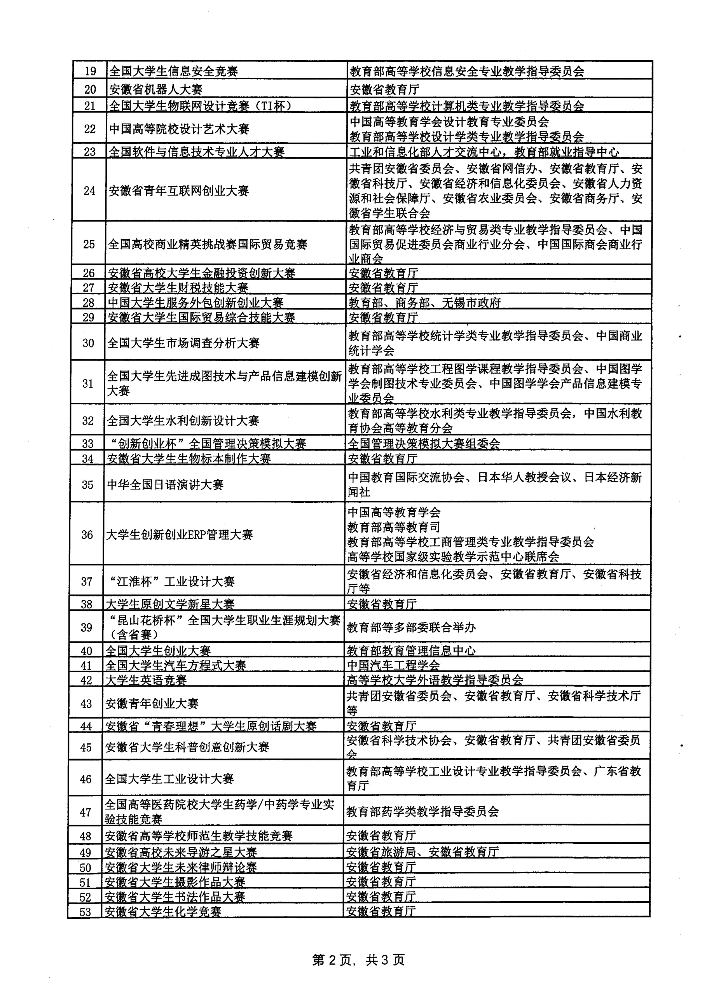 19 全国大学生信息安全竞赛 教育部高等学校信息安全专业教学指导委员会
20 安徽省机器人大赛 安徽省教育厅
21 全国大学生物联网设计竞赛（TI杯） 教育部高等学校计算机类专业教学指导委员会
22 中国高等院校设计艺术大赛 中国高等教育学会设计教育专业委员会
教育部高等学校设计学类专业教学指导委员会
23 全国软件与信息技术专业人才大赛 工业和信息化部人才交流中心，教育部就业指导中心
24 安徽省青年互联网创业大赛 共青团安徽省委员会、安徽省网信办、安徽省教育厅、安
徽省科技厅、安徽省经济和信息化委员会、安徽省人力资
源和社会保障厅、安徽省农业委员会、安徽省商务厅、安
徽省学生联合会
25 全国高校商业精英挑战赛国际贸易竞赛 教育部高等学校经济与贸易类专业教学指导委员会、中国
国际贸易促进委员会商业行业分会、中国国际商会商业行
业商会
26 安徽省高校大学生金融投资创新大赛 安徽省教育厅
27 安徽省大学生财税技能大赛 安徽省教育厅
28 中国大学生服务外包创新创业大赛 教育部、商务部、无锡市政府
29 安徽省大学生国际贸易综合技能大赛 安徽省教育厅
30 全国大学生市场调查分析大赛 教育部高等学校统计学类专业教学指导委员会、中国商业
统计学会
31 全国大学生先进成图技术与产品信息建模创新
大赛 教育部高等学校工程图学课程教学指导委员会、中国图学
学会制图技术专业委员会、中国图学学会产品信息建模专
业委员会
32 全国大学生水利创新设计大赛 教育部高等学校水利类专业教学指导委员会，中国水利教
育协会高等教育分会
33 “创新创业杯”全国管理决策模拟大赛 全国管理决策模拟大赛组委会
34 安徽省大学生生物标本制作大赛 安徽省教育厅
35 中华全国日语演讲大赛 中国教育国际交流协会、日本华人教授会议、日本经济新
闻社
36 大学生创新创业ERP管理大赛 中国高等教育学会
教育部高等教育司
教育部高等学校工商管理类专业教学指导委员会
高等学校国家级实验教学示范中心联席会
37 “江淮杯”工业设计大赛 安徽省经济和信息化委员会、安徽省教育厅、安徽省科技
厅等
38 大学生原创文学新星大赛 安徽省教育厅
39 “昆山花桥杯”全国大学生职业生涯规划大赛
（含省赛） 教育部等多部委联合举办
40 全国大学生创业大赛 教育部教育管理信息中心
41 全国大学生汽车方程式大赛 中国汽车工程学会
42 大学生英语竞赛 高等学校大学外语教学指导委员会
43 安徽青年创业大赛 共青团安徽省委员会、安徽省教育厅、安徽省科学技术厅
等
44 安徽省“青春理想”大学生原创话剧大赛 安徽省教育厅
45 安徽省大学生科普创意创新大赛 安徽省科学技术协会、安徽省教育厅、共青团安徽省委员
会
46 全国大学生工业设计大赛 教育部高等学校工业设计专业教学指导委员会、广东省教
育厅
47 全国高等医药院校大学生药学/中药学专业实
验技能竞赛 教育部药学类教学指导委员会
48 安徽省高等学校师范生教学技能竞赛 安徽省教育厅
49 安徽省高校未来导游之星大赛 安徽省旅游局、安徽省教育厅
50 安徽省大学生未来律师辩论赛 安徽省教育厅
51 安徽省大学生摄影作品大赛 安徽省教育厅
52 安徽省大学生书法作品大赛 安徽省教育厅
53 安徽省大学生化学竞赛 安徽省教育厅
第 2 页，共 3 页